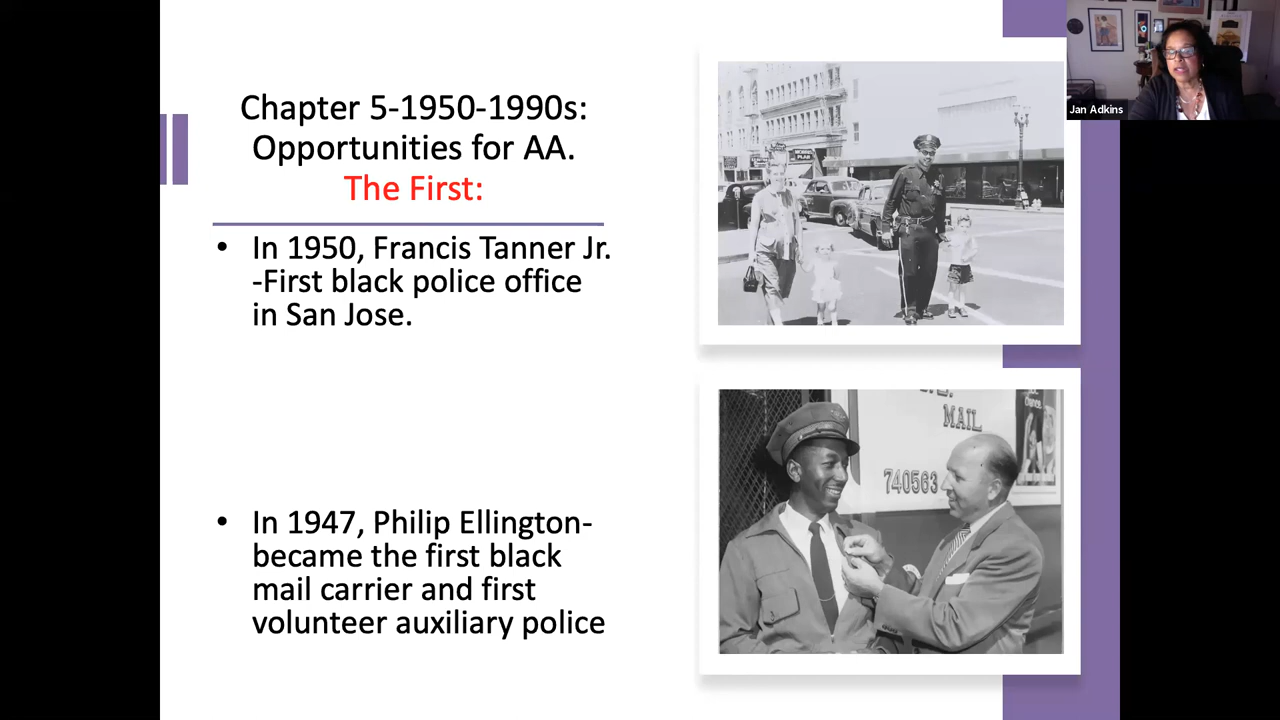 Chapter 5-1950-1990s:
Opportunities for AA.
The First:
• In 1950, Francis Tanner Jr.
-First black police office
in San Jose.
• In 1947, Philip Ellington-
became the first black
mail carrier and first
volunteer auxiliary police
MAIL
740563
Jan Adkins